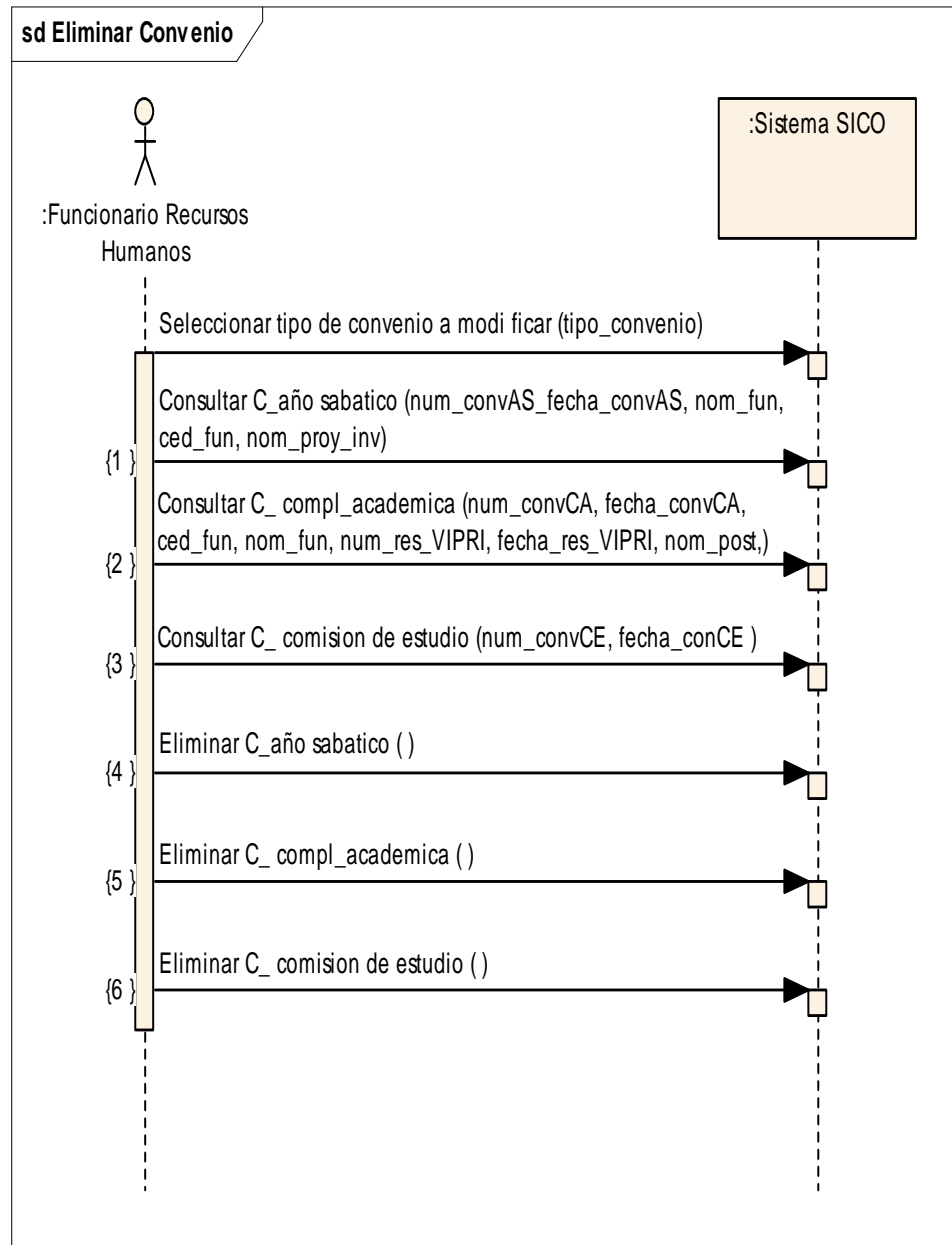 sd Eliminar Convenio
:Sistema SICO
:Funcionario Recursos
Humanos
Seleccionar tipo de convenio a modi ficar (tipo_convenio)
Consultar C_año sabatico (num_convAS_fecha_convAS, nom_fun,
ced_fun, nom_proy_inv)
{1 }
Consultar C_ compl_academica (num_convCA, fecha_convCA,
ced_fun, nom_fun, num_res_VIPRI, fecha_res_VIPRI, nom_post,)
{2 }
Consultar C_ comision de estudio (num_convCE, fecha_conCE )
{3 }
Eliminar C_año sabatico ( )
{4 }
Eliminar C_ compl_academica ( )
{5 }
Eliminar C_ comision de estudio ( )
{6 }